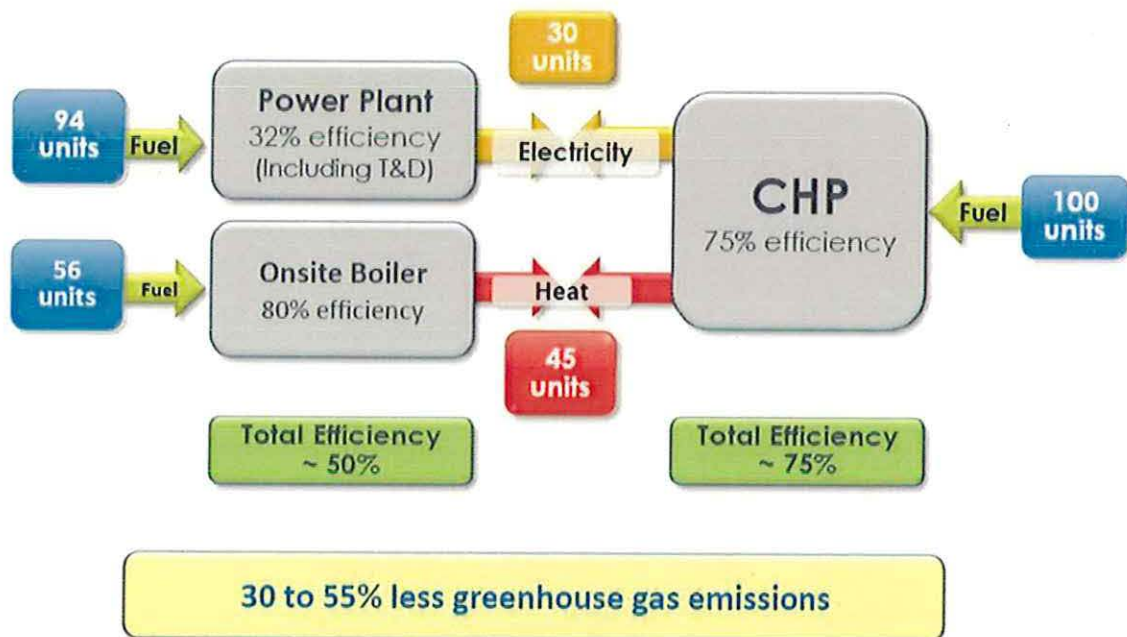 30
units
94
units
Fuel
Power Plant
32% efficiency
(Including T&D)
Electricity
CHP
75% efficiency
Fuel
100
units
56
units
Fuel
Onsite Boiler
80% efficiency
Heat
45
units
Total Efficiency
~ 50%
Total Efficiency
~ 75%
30 to 55% less greenhouse gas emissions